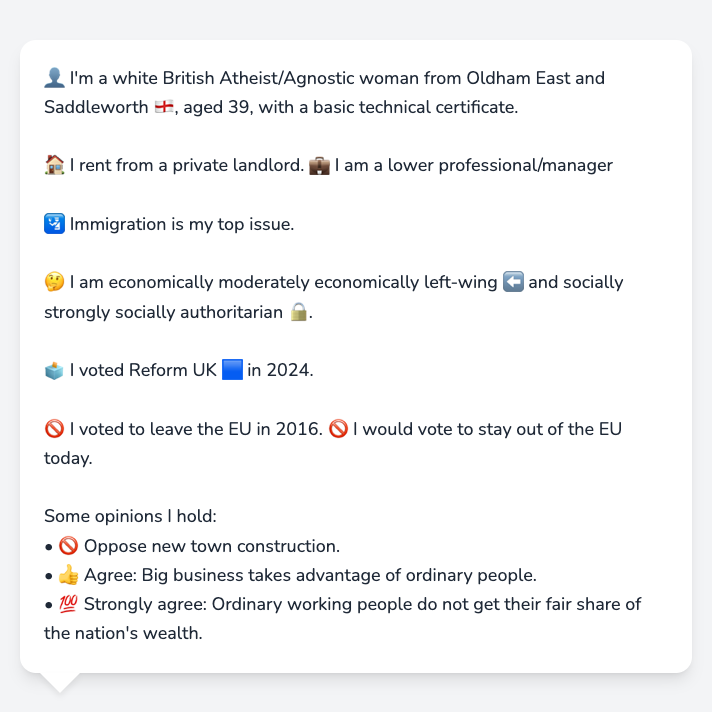 👤 I'm a white British Atheist/Agnostic woman from Oldham East and
Saddleworth 🏴󠁧󠁢󠁥󠁮󠁧󠁿, aged 39, with a basic technical certificate.
🏠 I rent from a private landlord. 💼 I am a lower professional/manager
🛂 Immigration is my top issue.
🤔 I am economically moderately economically left-wing ⬅️ and socially
strongly socially authoritarian 🔒.
🗳️ I voted Reform UK 🟦 in 2024.
🚫 I voted to leave the EU in 2016. 🚫 I would vote to stay out of the EU
today.
Some opinions I hold:
• 🚫 Oppose new town construction.
• 👍 Agree: Big business takes advantage of ordinary people.
• 💯 Strongly agree: Ordinary working people do not get their fair share of
the nation's wealth.